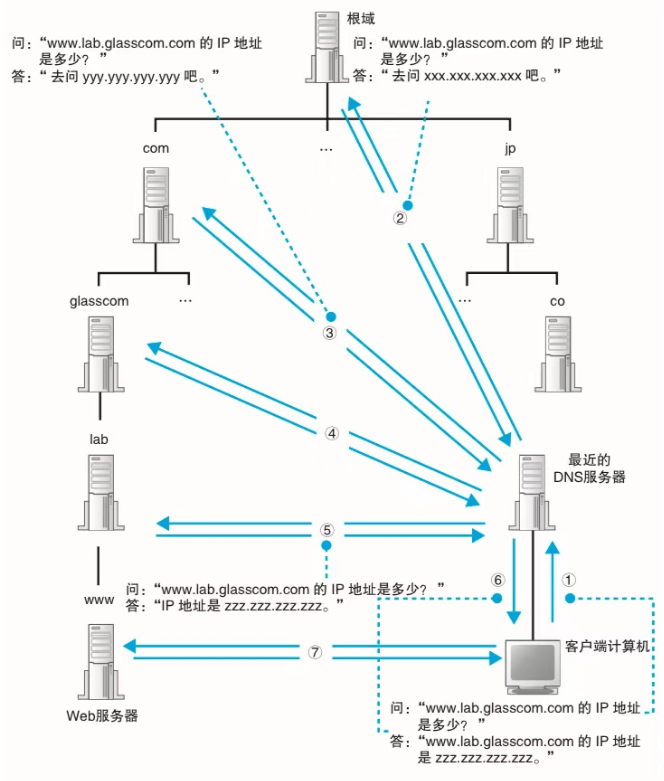 根域
问：“www.lab.glasscom.com 的 IP 地址
是多少？”
答：“去问 yyy.yyy.yyy.yyy 吧。”
问：“www.lab.glasscom.com 的 IP 地址
是多少？”
答：“去问 xxx.xxx.xxx.xxx 吧。”
com
…
jp
②
glasscom
…
…
co
③
④
lab
最近的
DNS服务器
⑤
⑥
①
问：“www.lab.glasscom.com 的 IP 地址是多少？”
答：“IP 地址是 zzz.zzz.zzz.zzz。”
www
⑦
客户端计算机
Web服务器
问：“www.lab.glasscom.com 的 IP 地址
是多少？”
答：“www.lab.glasscom.com 的 IP 地址
是 zzz.zzz.zzz.zzz。”